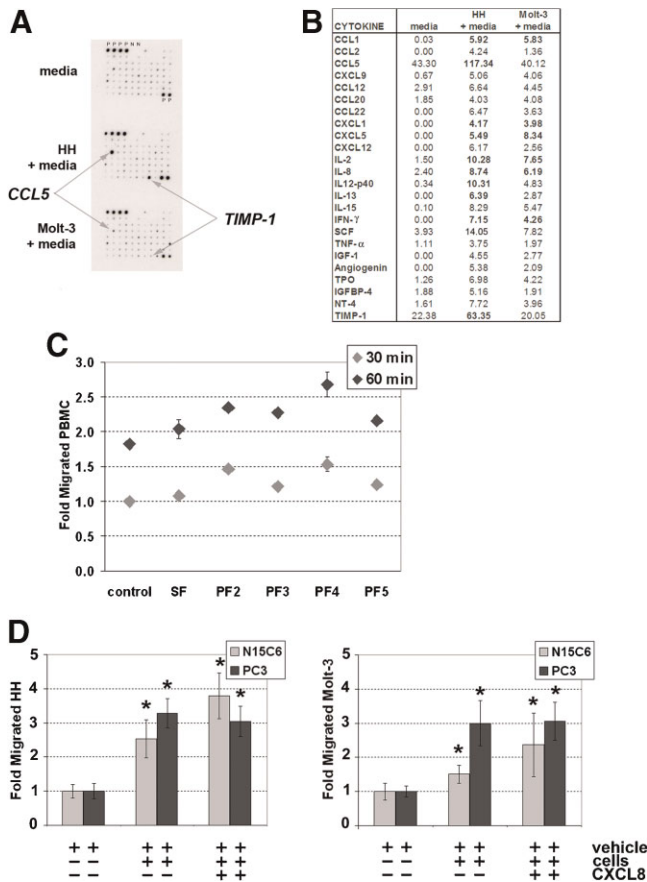 A
P P P P N N
media
P P
HH
+ media
CCL5
TIMP-1
Molt-3
+ media
B
CYTOKINE media HH + media Molt-3 + media
CCL1 0.03 5.92 5.83
CCL2 0.00 4.24 1.36
CCL5 43.30 117.34 40.12
CXCL9 0.67 5.06 4.06
CCL12 2.91 6.64 4.45
CCL20 1.85 4.03 4.08
CCL22 0.00 6.47 3.63
CXCL1 0.00 4.17 3.98
CXCL5 0.00 5.49 8.34
CXCL12 0.00 6.17 2.56
IL-2 1.50 10.28 7.65
IL-8 2.40 8.74 6.19
IL12-p40 0.34 10.31 4.83
IL-13 0.00 6.39 2.87
IL-15 0.10 8.29 5.47
IFN-γ 0.00 7.15 4.26
SCF 3.93 14.05 7.82
TNF-α 1.11 3.75 1.97
IGF-1 0.00 4.55 2.77
Angiogenin 0.00 5.38 2.09
TPO 1.26 6.98 4.22
IGFBP-4 1.88 5.16 1.91
NT-4 1.61 7.72 3.96
TIMP-1 22.38 63.35 20.05
C
30 min
60 min
Fold Migrated PBMC
3.0
2.5
2.0
1.5
1.0
0.5
0.0
control SF PF2 PF3 PF4 PF5
D
N15C6
PC3
Fold Migrated HH
5
4
3
2
1
0
* * * *
+ + + + + +
− − + + + +
− − − − + +
N15C6
PC3
Fold Migrated Molt-3
5
4
3
2
1
0
* * * *
+ + + + + + vehicle
− − + + + + cells
− − − − + + CXCL8